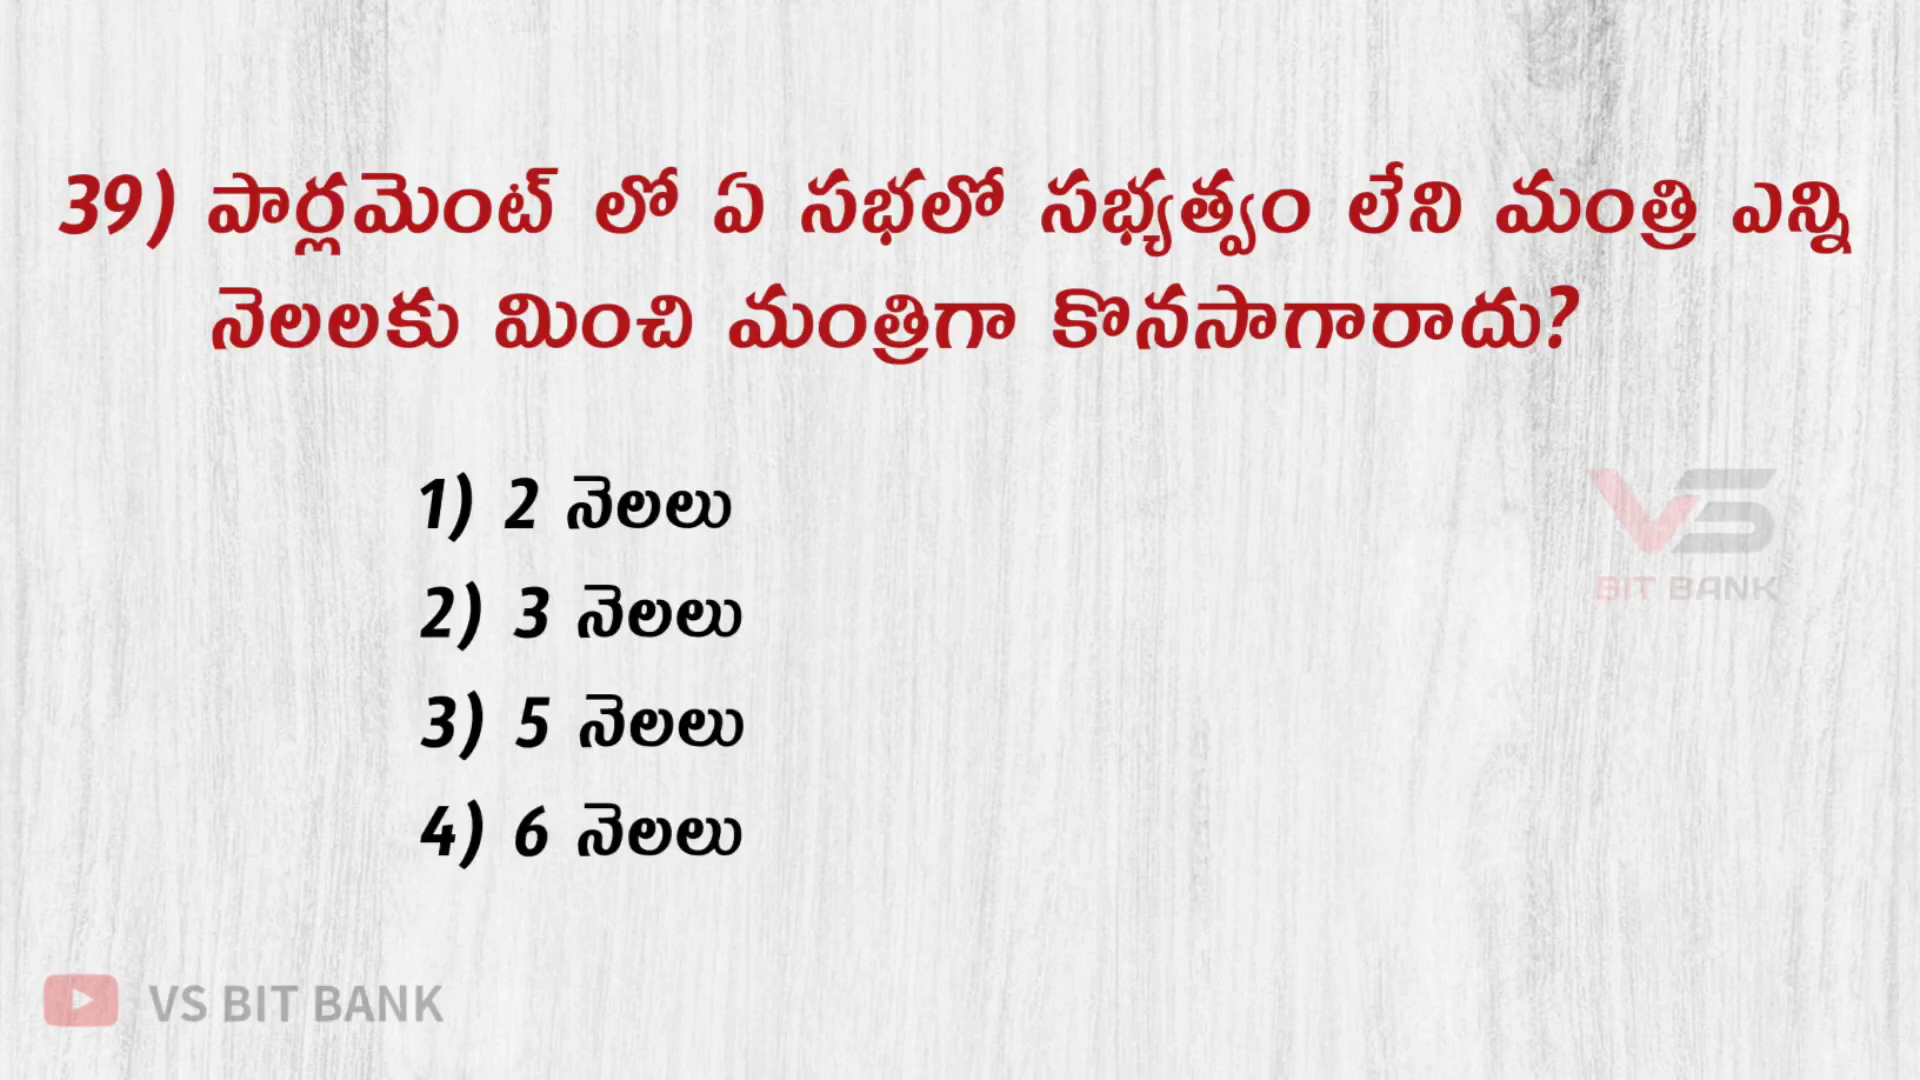 39) పార్లమెంట్ లో ఏ సభలో సభ్యత్వం లేని మంత్రి ఎన్ని
నెలలకు మించి మంత్రిగా కొనసాగారాదు?
1) 2 నెలలు
2) 3 నెలలు
3) 5 నెలలు
4) 6 నెలలు
VS
BIT BANK
VS BIT BANK